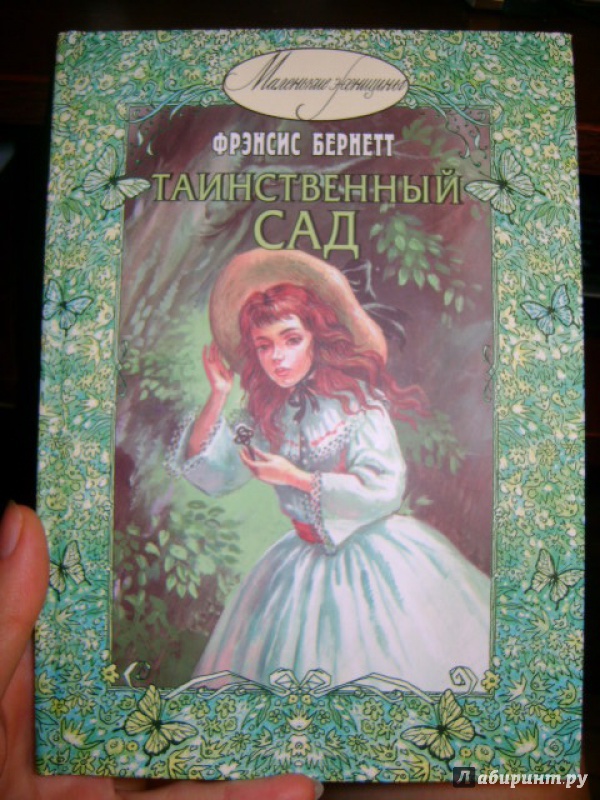 Маленькие женщины
ФРЭНСИС БЕРНЕТТ
ТАИНСТВЕННЫЙ
САД
Лабиринт.ру